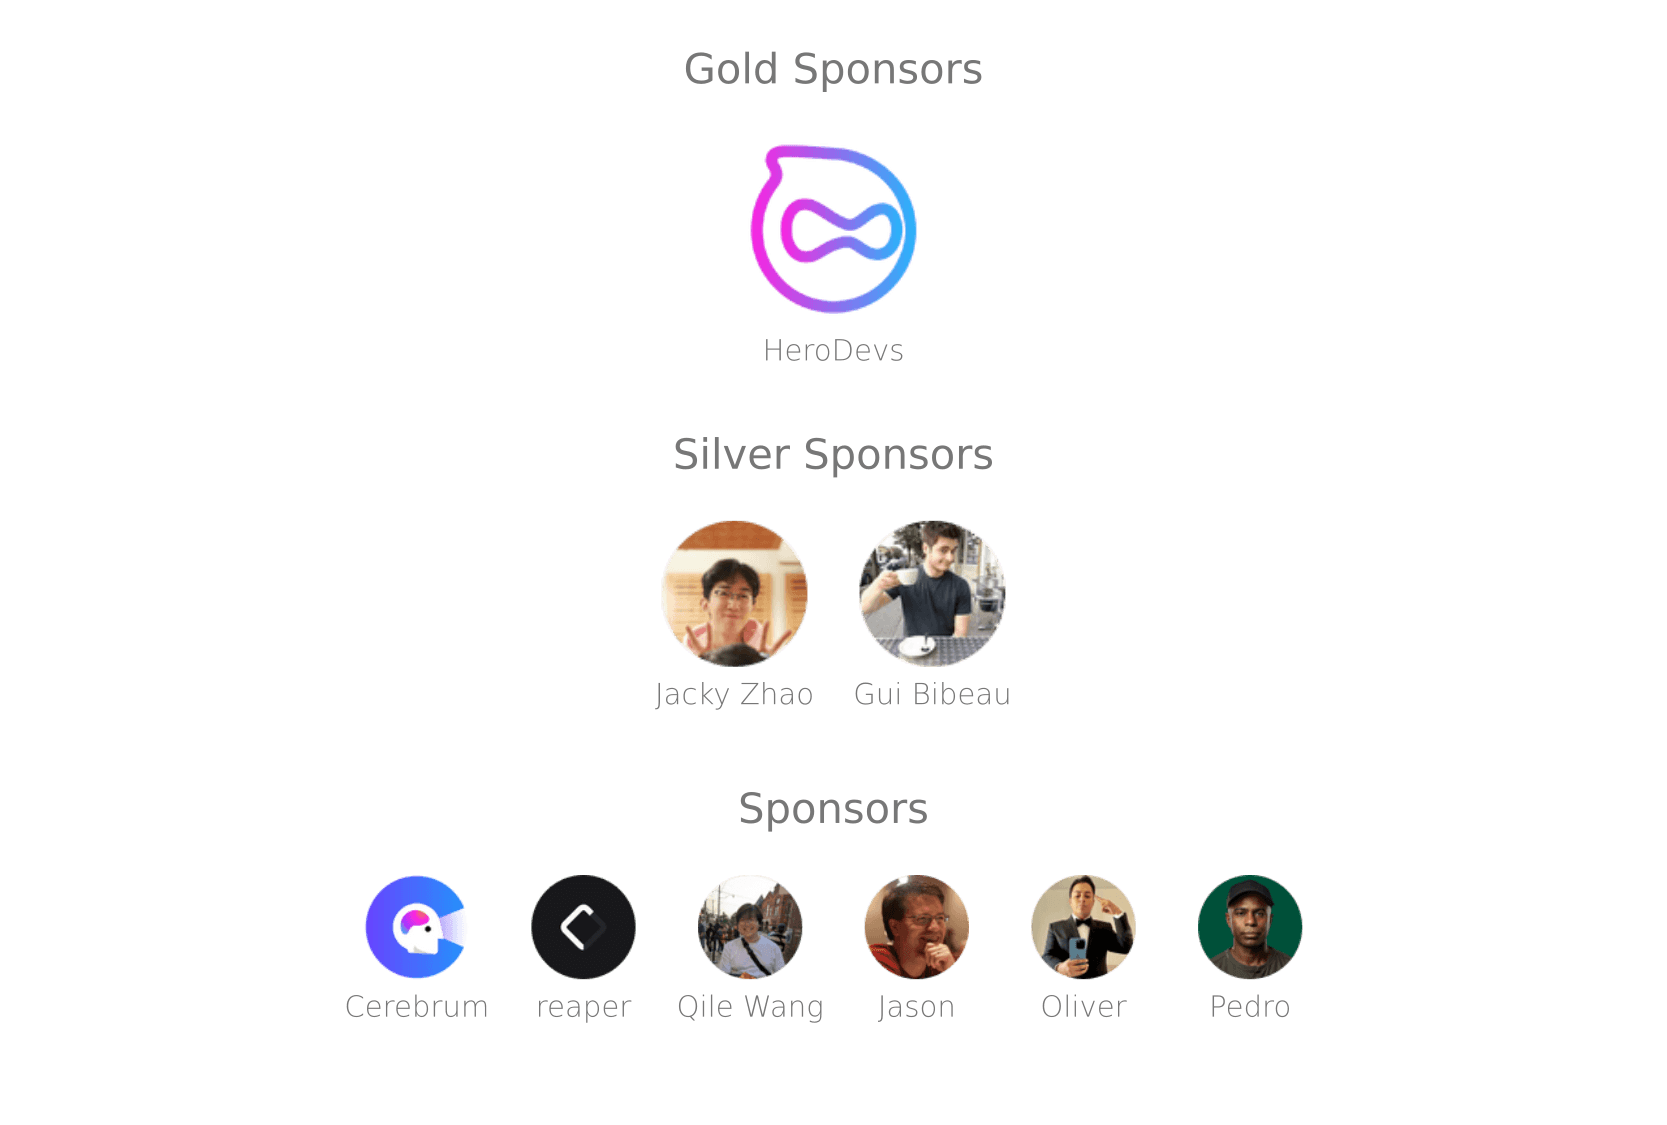 Gold Sponsors
HeroDevs
Silver Sponsors
Jacky Zhao Gui Bibeau
Sponsors
Cerebrum reaper Qile Wang Jason Oliver Pedro